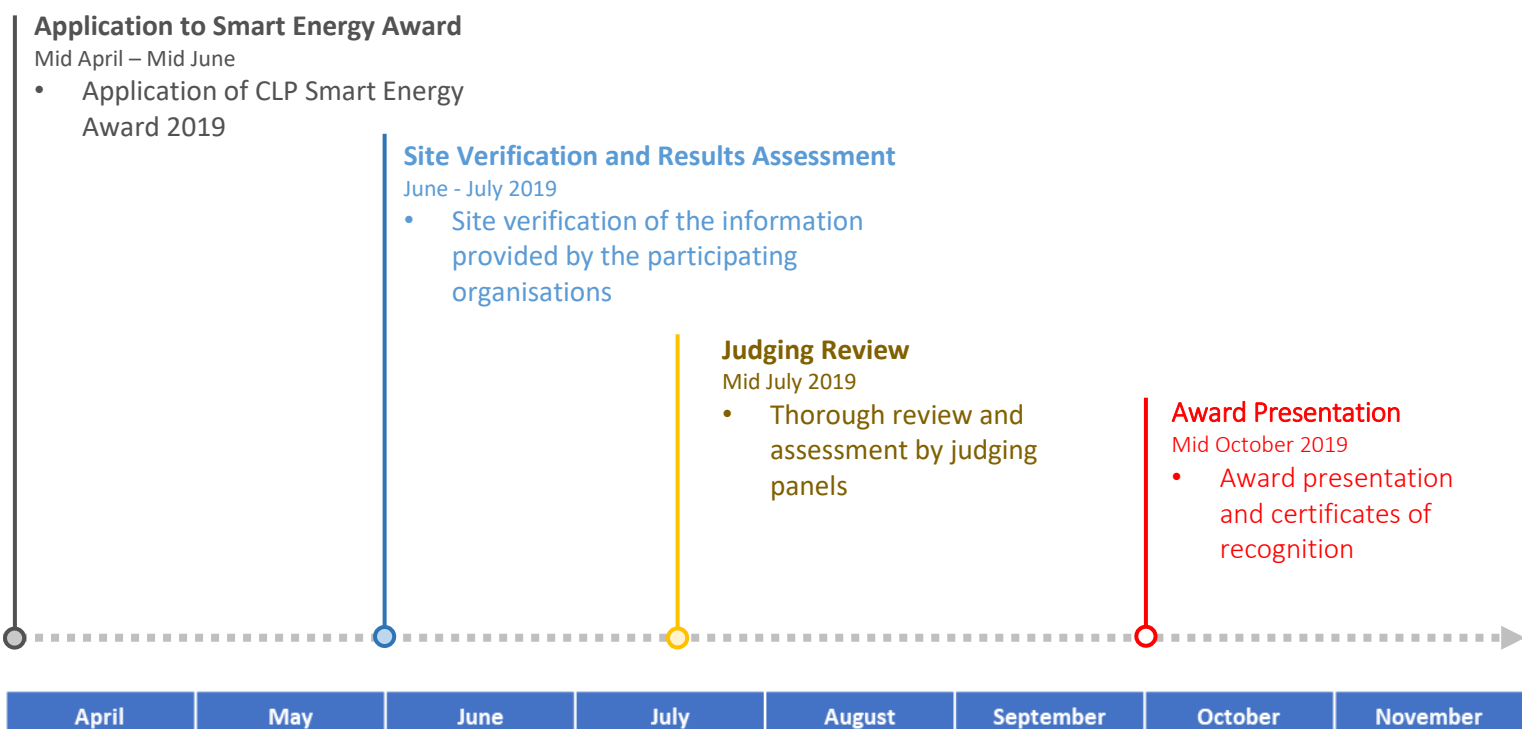 Application to Smart Energy Award
Mid April – Mid June
• Application of CLP Smart Energy
Award 2019
Site Verification and Results Assessment
June - July 2019
• Site verification of the information
provided by the participating
organisations
Judging Review
Mid July 2019
• Thorough review and
assessment by judging
panels
Award Presentation
Mid October 2019
• Award presentation
and certificates of
recognition
April May June July August September October November